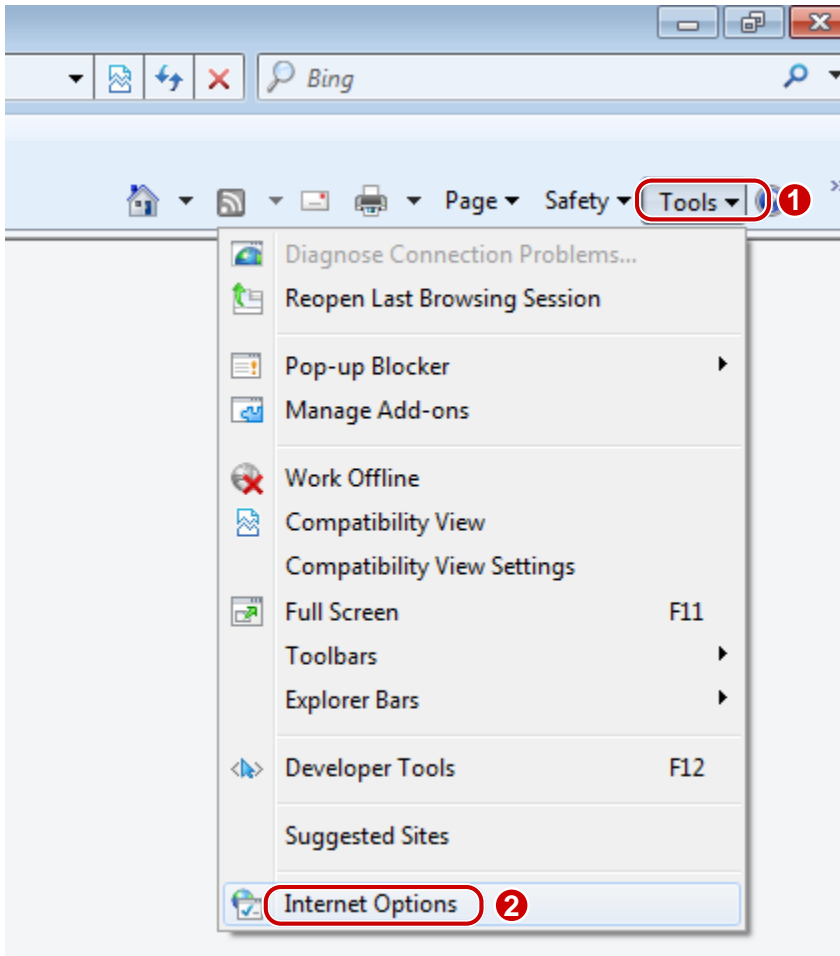 Bing
Page Safety Tools 1
Diagnose Connection Problems...
Reopen Last Browsing Session
Pop-up Blocker
Manage Add-ons
Work Offline
Compatibility View
Compatibility View Settings
Full Screen F11
Toolbars
Explorer Bars
Developer Tools F12
Suggested Sites
Internet Options 2